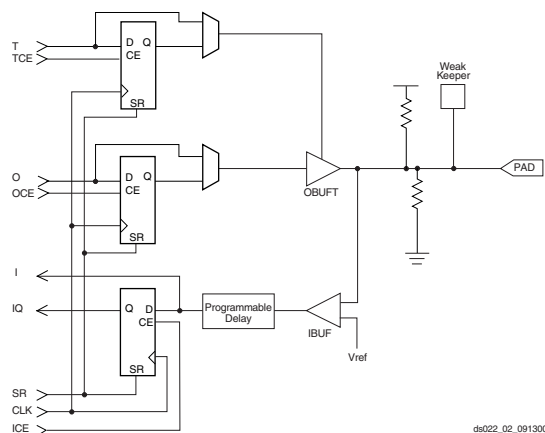 T
TCE
D Q
CE
SR
Weak
Keeper
PAD
OBUFT
O
OCE
D Q
CE
SR
I
IQ
Q D
CE
SR
Programmable
Delay
IBUF
Vref
SR
CLK
ICE
ds022_02_091300